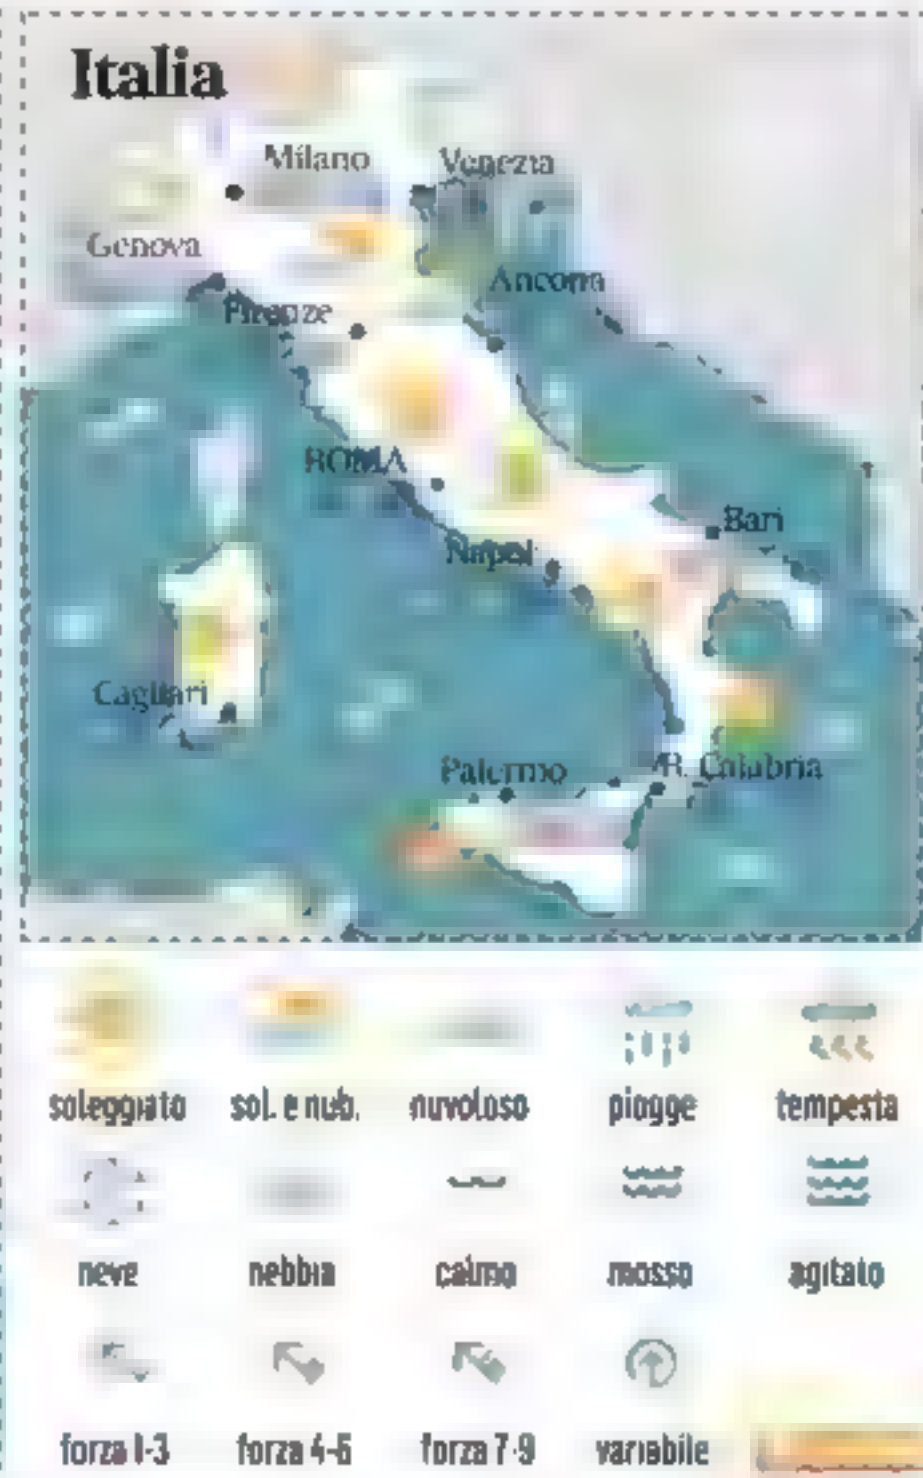 Italia
Milano
Venezia
Genova
Ancona
Firenze
ROMA
Bari
Napoli
Cagliari
Palermo
R. Calabria
soleggiato sol. e nub. nuvoloso piogge tempesta
neve nebbia calmo mosso agitato
forza 1-3 forza 4-6 forza 7-9 variabile